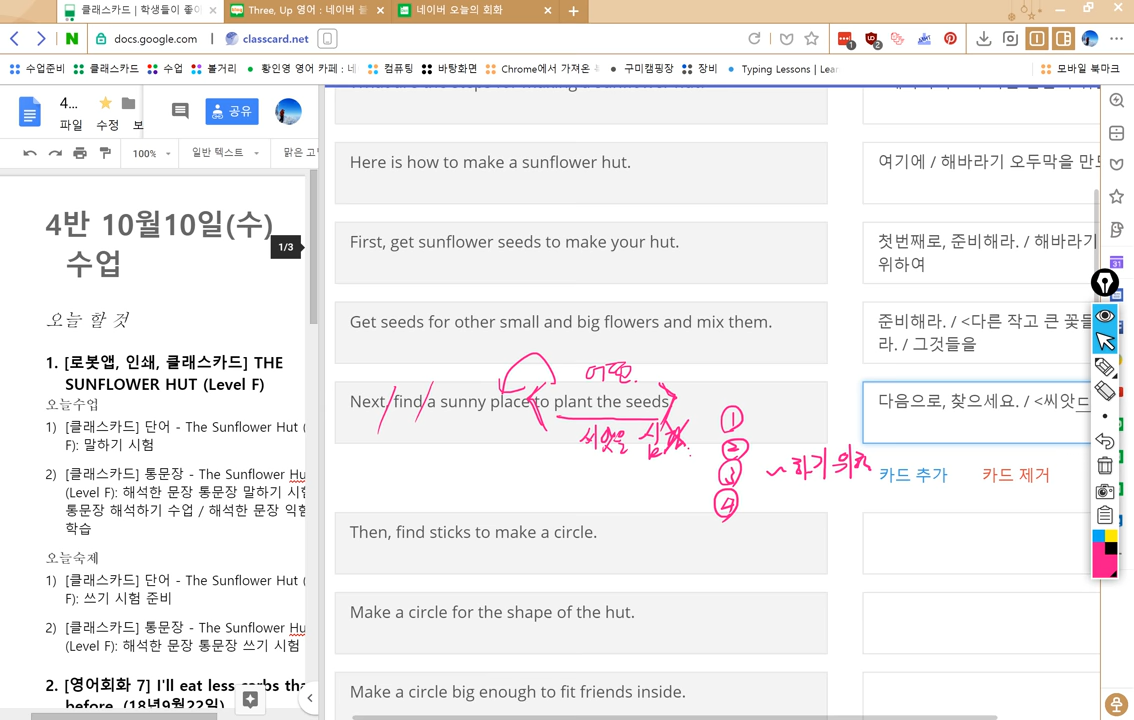 클래스카드 | 학생들이 좋아
Three, Up 영어 : 네이버 블
네이버 오늘의 회화
docs.google.com
classcard.net
수업준비
클래스카드
수업
볼거리
황인영 영어 카페 : 네
컴퓨팅
바탕화면
Chrome에서 가져온
구미캠핑장
장비
Typing Lessons | Lear
모바일 북마크
4...
공유
파일 수정 보
100%
일반 텍스트
맑은 고
1/3
4반 10월10일(수)
수업
오늘 할 것
1. [로봇앱, 인쇄, 클래스카드] THE
SUNFLOWER HUT (Level F)
오늘수업
1) [클래스카드] 단어 - The Sunflower Hut (
F): 말하기 시험
2) [클래스카드] 통문장 - The Sunflower Hu
(Level F): 해석한 문장 통문장 말하기 시험
통문장 해석하기 수업 / 해석한 문장 익힘
학습
오늘숙제
1) [클래스카드] 단어 - The Sunflower Hut (
F): 쓰기 시험 준비
2) [클래스카드] 통문장 - The Sunflower Hu
(Level F): 해석한 문장 통문장 쓰기 시험
2. [영어회화 7] I'll eat less carbs tha
before. (18년9월22일)
Here is how to make a sunflower hut.
여기에 / 해바라기 오두막을 만드
First, get sunflower seeds to make your hut.
첫번째로, 준비해라. / 해바라기
위하여
Get seeds for other small and big flowers and mix them.
준비해라. / <다른 작고 큰 꽃들
라. / 그것들을
어떤
Next, find a sunny place to plant the seeds.
다음으로, 찾으세요. / <씨앗
씨앗을 심
①
②
③
④
~하기 위해
카드 추가 카드 제거
Then, find sticks to make a circle.
Make a circle for the shape of the hut.
Make a circle big enough to fit friends inside.